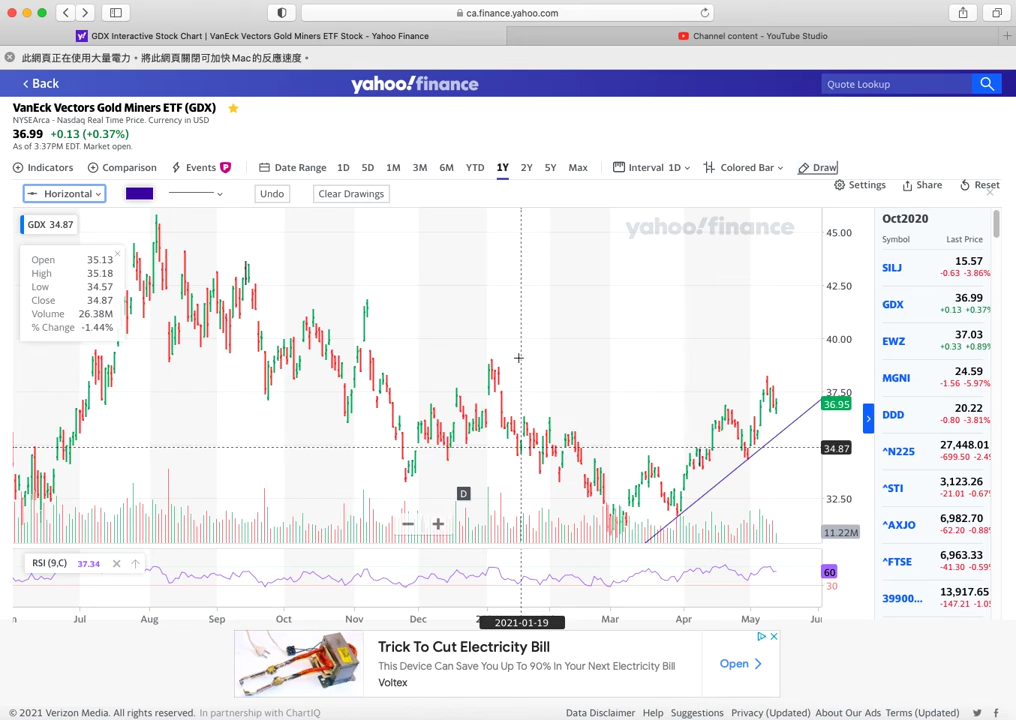 ca.finance.yahoo.com
y! GDX Interactive Stock Chart | VanEck Vectors Gold Miners ETF Stock - Yahoo Finance
Channel content - YouTube Studio
此網頁正在使用大量電力。將此網頁關閉可加快Mac的反應速度。
Back
yahoo!finance
Quote Lookup
VanEck Vectors Gold Miners ETF (GDX)
NYSEArca - Nasdaq Real Time Price. Currency in USD
36.99 +0.13 (+0.37%)
As of 3:37PM EDT. Market open.
Indicators Comparison Events P Date Range 1D 5D 1M 3M 6M YTD 1Y 2Y 5Y Max Interval 1D Colored Bar Draw
Settings Share Reset
Horizontal Undo Clear Drawings
GDX 34.87
yahoo!finance
Open 35.13
High 35.18
Low 34.57
Close 34.87
Volume 26.38M
% Change -1.44%
45.00
42.50
40.00
37.50
36.95
34.87
32.50
11.22M
D
RSI (9,C) 37.34
60
30
Jul Aug Sep Oct Nov Dec 2021-01-19 Mar Apr May
Oct2020
Symbol Last Price
SILJ 15.57
-0.63 -3.86%
GDX 36.99
+0.13 +0.37%
EWZ 37.03
+0.33 +0.89%
MGNI 24.59
-1.56 -5.97%
DDD 20.22
-0.80 -3.81%
^N225 27,448.01
-699.50
^STI 3,123.26
^AXJO 6,982.70
^FTSE 6,963.33
39900... 13,917.65
Trick To Cut Electricity Bill
This Device Can Save You Up To 90% In Your Next Electricity Bill
Voltex
Open
© 2021 Verizon Media. All rights reserved. In partnership with ChartIQ
Data Disclaimer Help Suggestions Privacy (Updated) About Our Ads Terms (Updated)